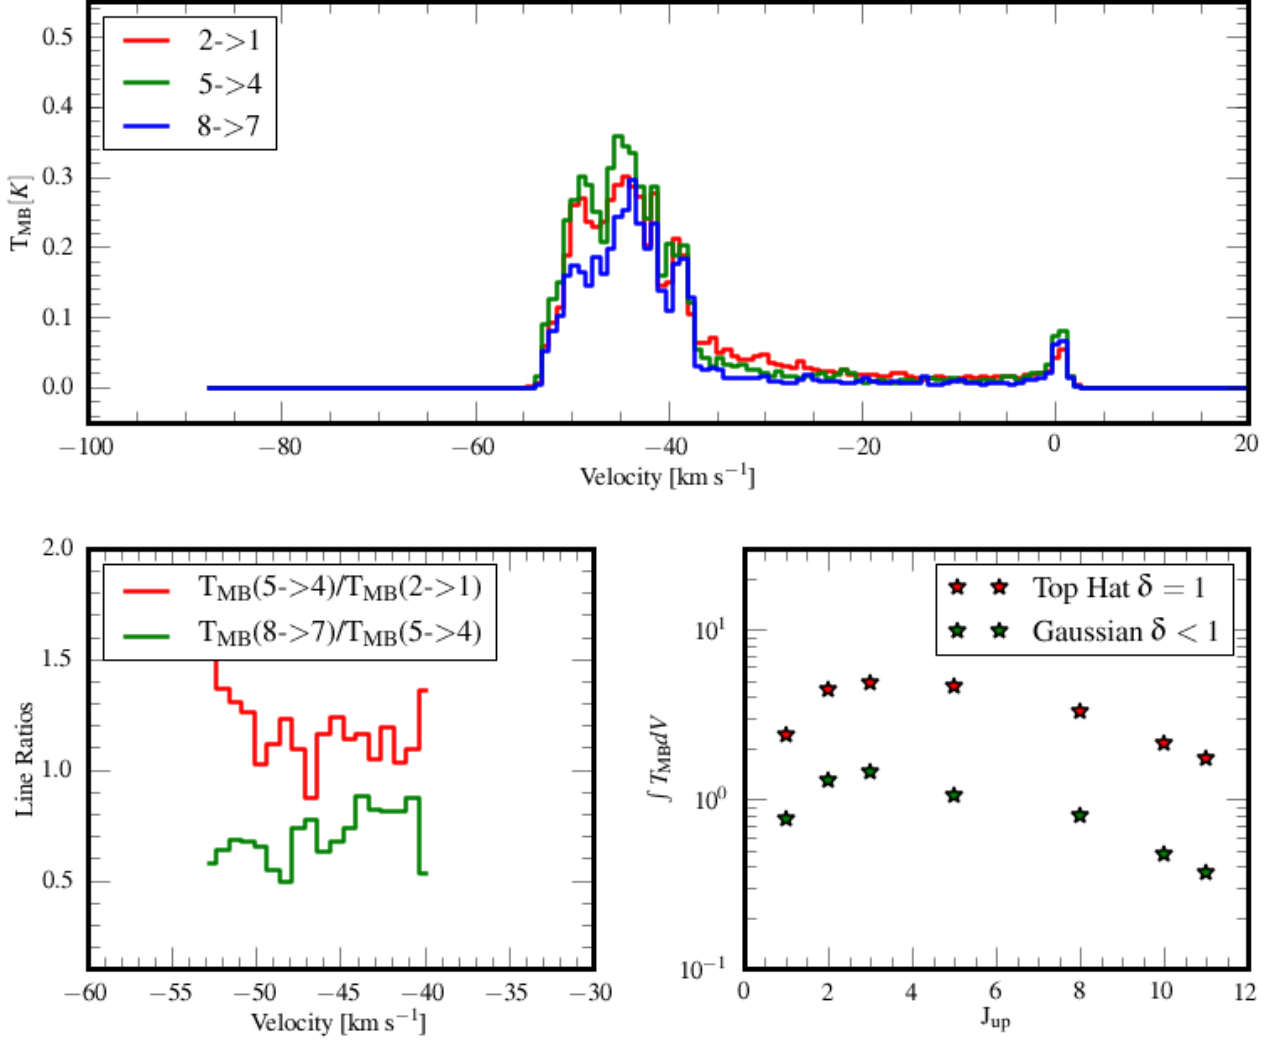 2->1
5->4
8->7
0.5
0.4
0.3
0.2
0.1
0.0
T_MB[K]
−100 −80 −60 −40 −20 0 20
Velocity [km s⁻¹]
T_MB(5->4)/T_MB(2->1)
T_MB(8->7)/T_MB(5->4)
2.0
1.5
1.0
0.5
Line Ratios
−60 −55 −50 −45 −40 −35 −30
Velocity [km s⁻¹]
Top Hat δ = 1
Gaussian δ < 1
10¹
10⁰
10⁻¹
∫ T_MB dV
0 2 4 6 8 10 12
J_up